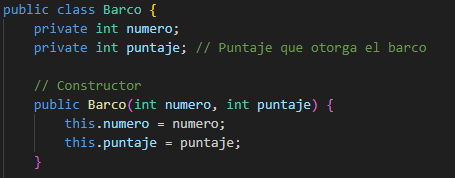 public class Barco {
private int numero;
private int puntaje; // Puntaje que otorga el barco
// Constructor
public Barco(int numero, int puntaje) {
this.numero = numero;
this.puntaje = puntaje;
}